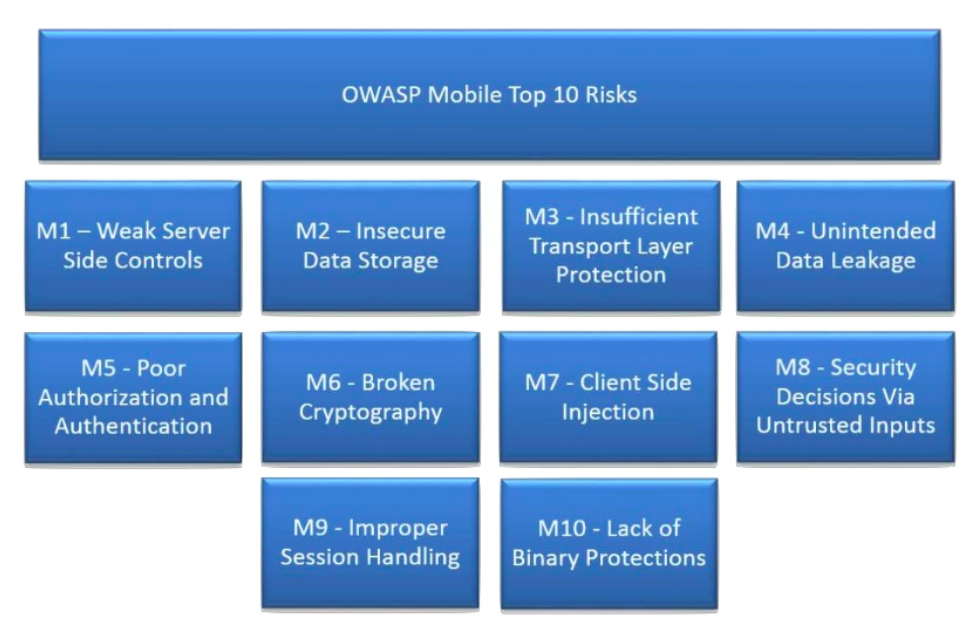 OWASP Mobile Top 10 Risks
M1 – Weak Server
Side Controls
M2 – Insecure
Data Storage
M3 - Insufficient
Transport Layer
Protection
M4 - Unintended
Data Leakage
M5 - Poor
Authorization and
Authentication
M6 - Broken
Cryptography
M7 - Client Side
Injection
M8 - Security
Decisions Via
Untrusted Inputs
M9 - Improper
Session Handling
M10 - Lack of
Binary Protections